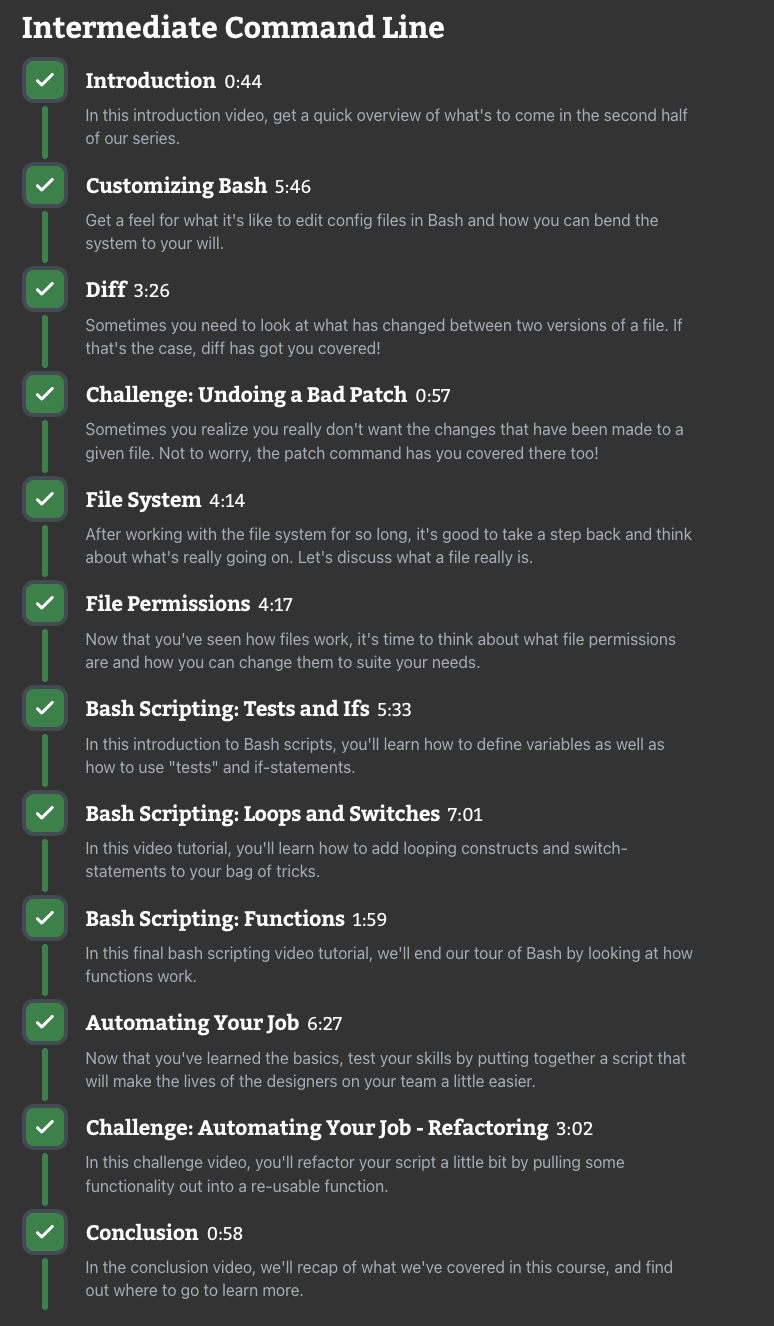 Intermediate Command Line
Introduction 0:44
In this introduction video, get a quick overview of what's to come in the second half
of our series.
Customizing Bash 5:46
Get a feel for what it's like to edit config files in Bash and how you can bend the
system to your will.
Diff 3:26
Sometimes you need to look at what has changed between two versions of a file. If
that's the case, diff has got you covered!
Challenge: Undoing a Bad Patch 0:57
Sometimes you realize you really don't want the changes that have been made to a
given file. Not to worry, the patch command has you covered there too!
File System 4:14
After working with the file system for so long, it's good to take a step back and think
about what's really going on. Let's discuss what a file really is.
File Permissions 4:17
Now that you've seen how files work, it's time to think about what file permissions
are and how you can change them to suite your needs.
Bash Scripting: Tests and Ifs 5:33
In this introduction to Bash scripts, you'll learn how to define variables as well as
how to use "tests" and if-statements.
Bash Scripting: Loops and Switches 7:01
In this video tutorial, you'll learn how to add looping constructs and switch-
statements to your bag of tricks.
Bash Scripting: Functions 1:59
In this final bash scripting video tutorial, we'll end our tour of Bash by looking at how
functions work.
Automating Your Job 6:27
Now that you've learned the basics, test your skills by putting together a script that
will make the lives of the designers on your team a little easier.
Challenge: Automating Your Job - Refactoring 3:02
In this challenge video, you'll refactor your script a little bit by pulling some
functionality out into a re-usable function.
Conclusion 0:58
In the conclusion video, we'll recap of what we've covered in this course, and find
out where to go to learn more.